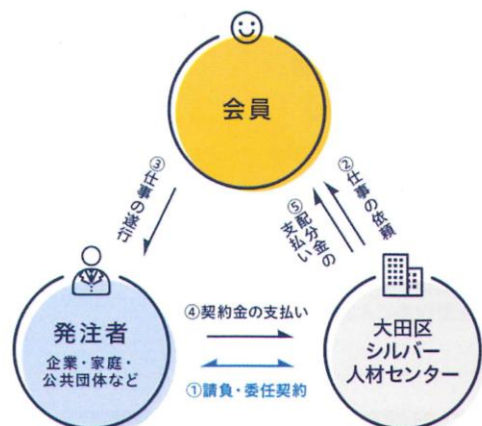 会員
③仕事の遂行
②仕事の依頼
⑤配分金の
支払い
発注者
企業・家庭・
公共団体など
④契約金の支払い
①請負・委任契約
大田区
シルバー
人材センター